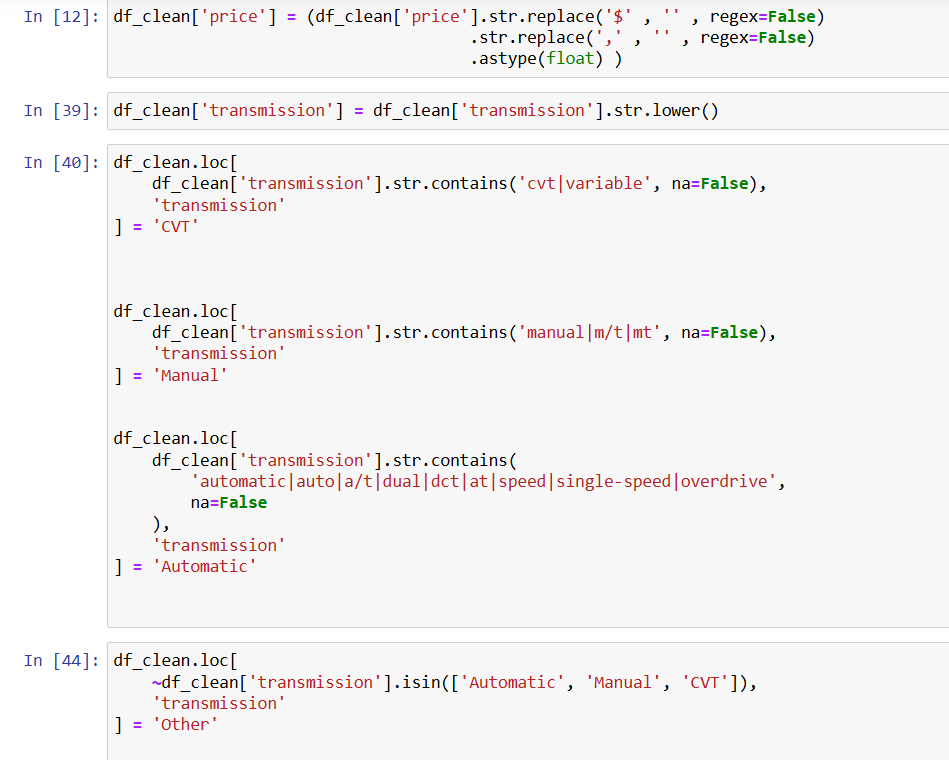 In [12]: df_clean['price'] = (df_clean['price'].str.replace('$' , '' , regex=False)
.str.replace(',' , '' , regex=False)
.astype(float) )
In [39]: df_clean['transmission'] = df_clean['transmission'].str.lower()
In [40]: df_clean.loc[
df_clean['transmission'].str.contains('cvt|variable', na=False),
'transmission'
] = 'CVT'
df_clean.loc[
df_clean['transmission'].str.contains('manual|m/t|mt', na=False),
'transmission'
] = 'Manual'
df_clean.loc[
df_clean['transmission'].str.contains(
'automatic|auto|a/t|dual|dct|at|speed|single-speed|overdrive',
na=False
),
'transmission'
] = 'Automatic'
In [44]: df_clean.loc[
~df_clean['transmission'].isin(['Automatic', 'Manual', 'CVT']),
'transmission'
] = 'Other'